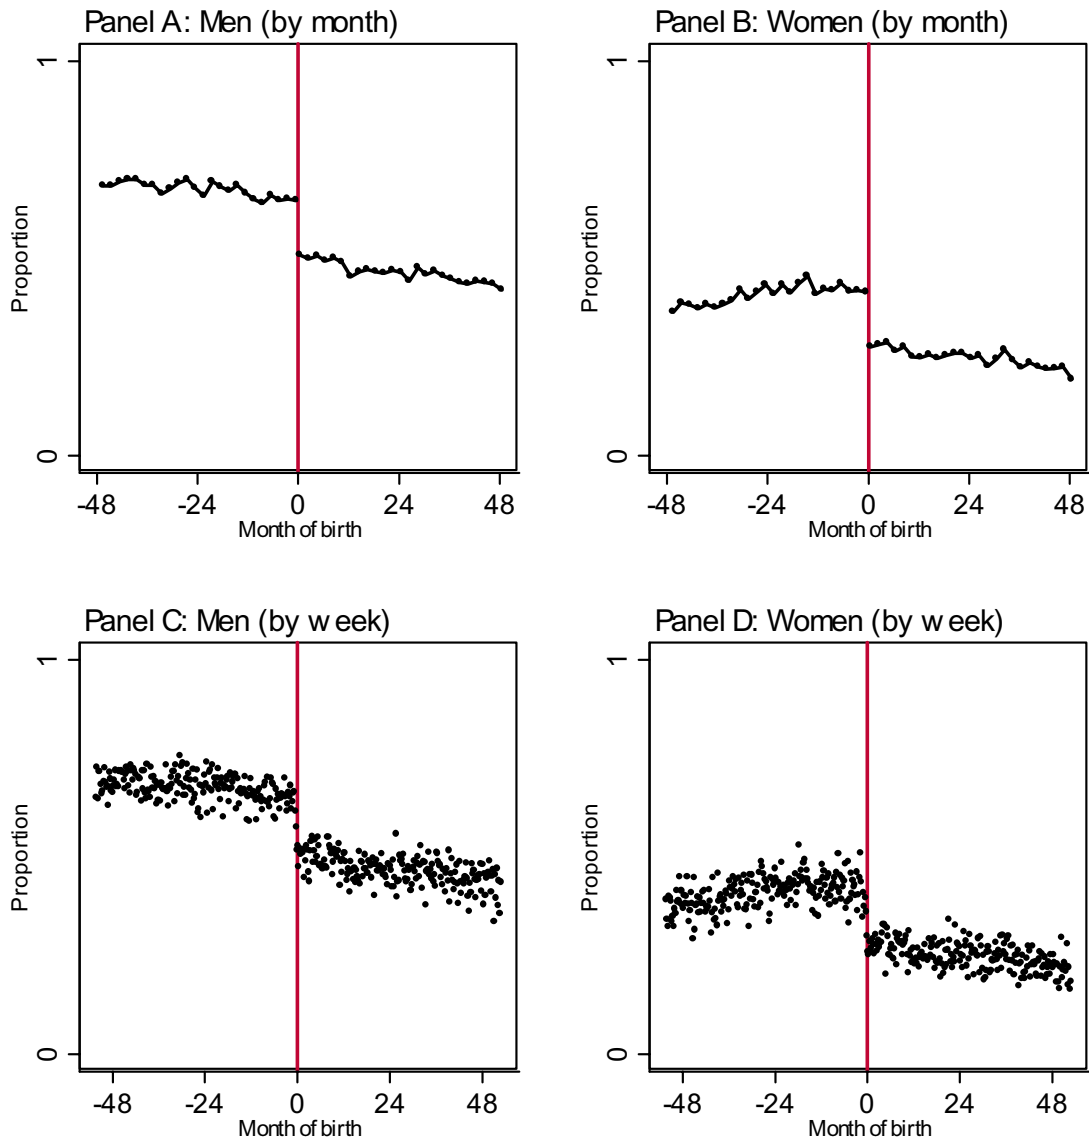 Panel A: Men (by month)
1
Proportion
0
-48 -24 0 24 48
Month of birth
Panel B: Women (by month)
1
Proportion
0
-48 -24 0 24 48
Month of birth
Panel C: Men (by week)
1
Proportion
0
-48 -24 0 24 48
Month of birth
Panel D: Women (by week)
1
Proportion
0
-48 -24 0 24 48
Month of birth